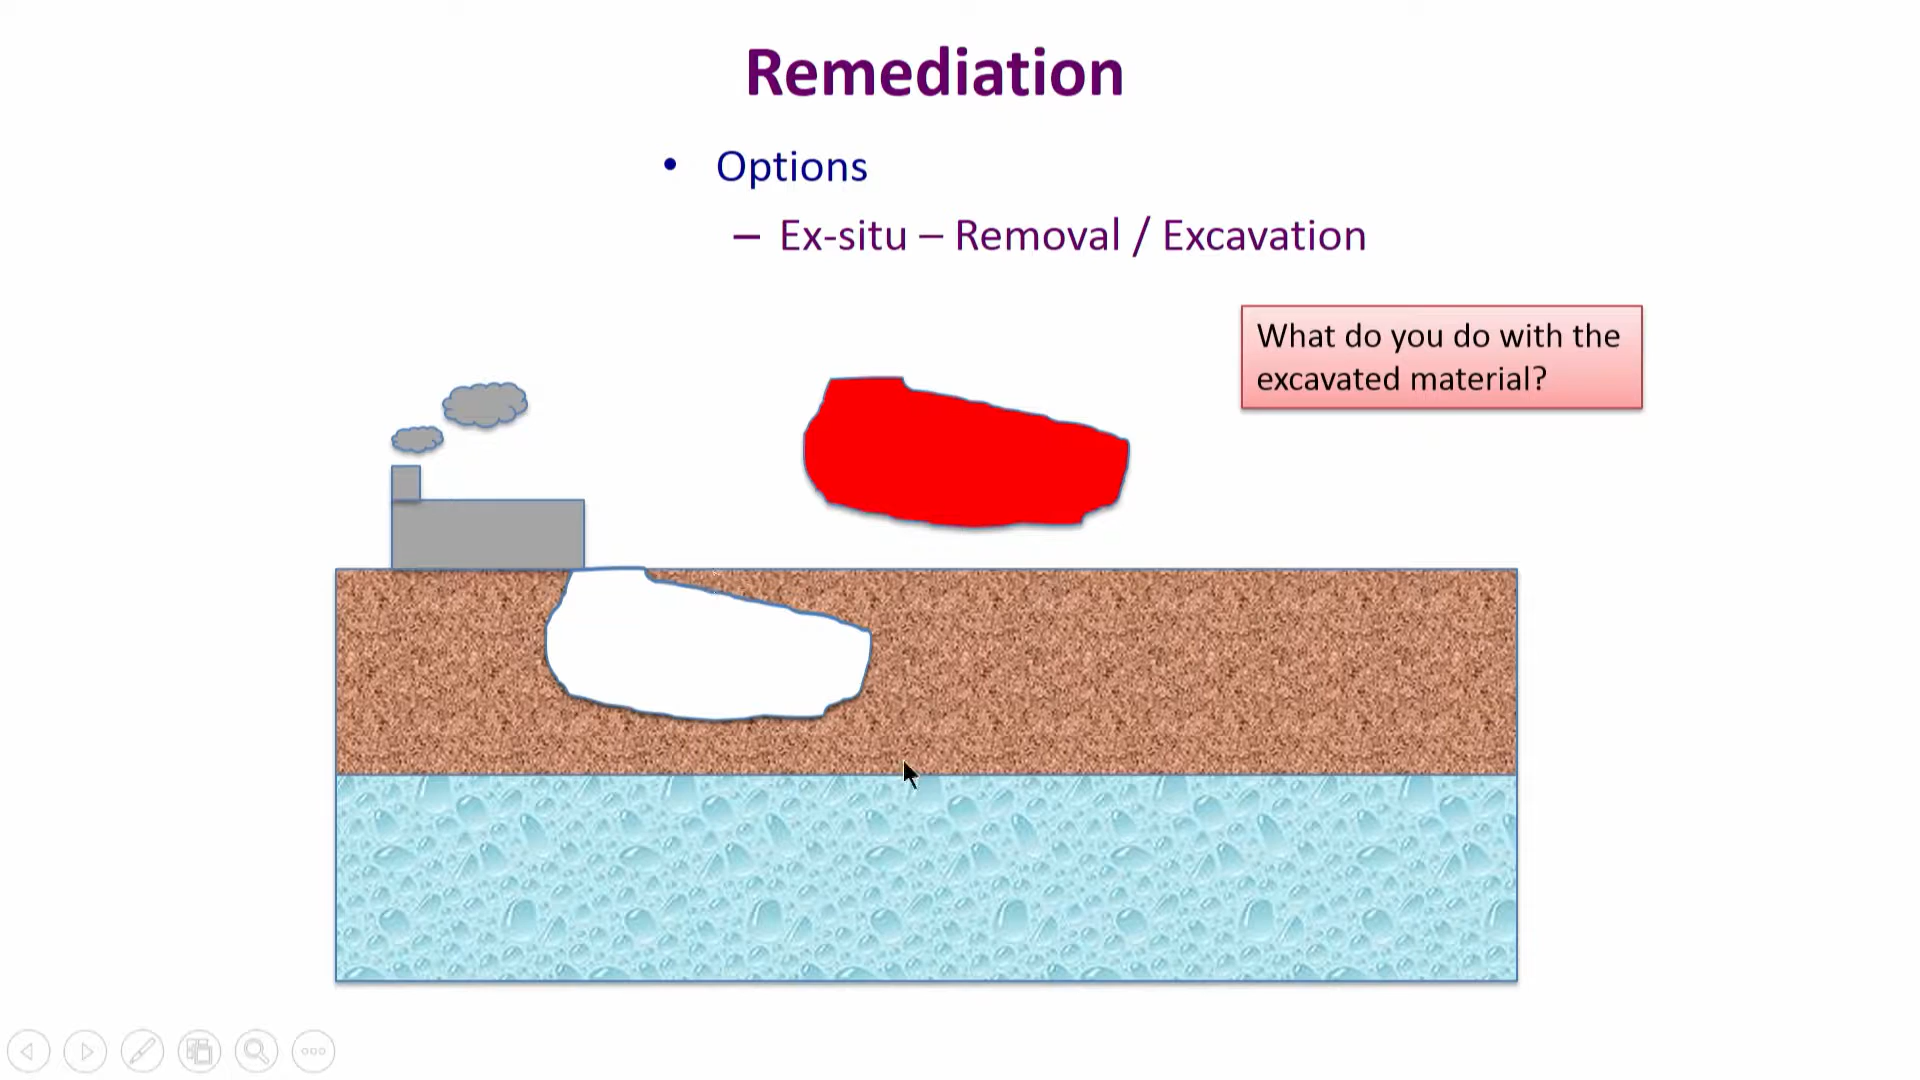 Remediation
• Options
– Ex-situ – Removal / Excavation
What do you do with the
excavated material?